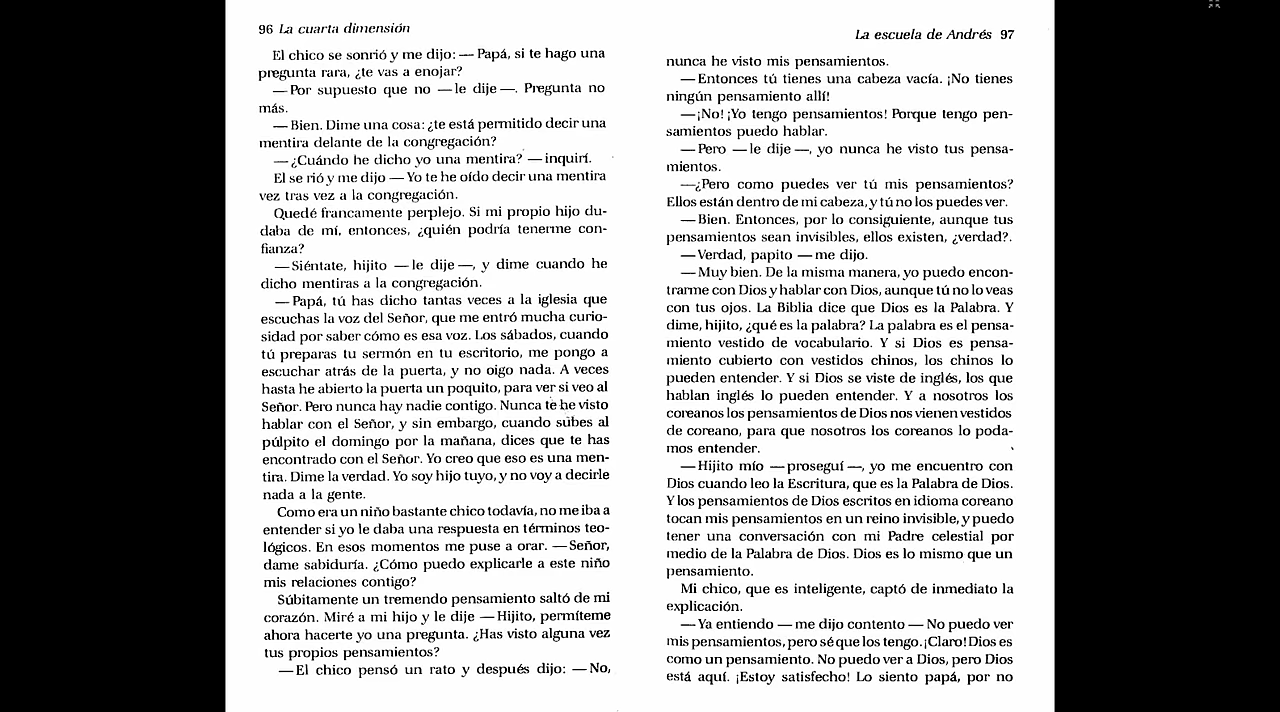 96 La cuarta dimensión
El chico se sonrió y me dijo: — Papá, si te hago una
pregunta rara, ¿te vas a enojar?
— Por supuesto que no — le dije —. Pregunta no
más.
— Bien. Dime una cosa: ¿te está permitido decir una
mentira delante de la congregación?
— ¿Cuándo he dicho yo una mentira? — inquirí.
El se rió y me dijo — Yo te he oído decir una mentira
vez tras vez a la congregación.
Quedé francamente perplejo. Si mi propio hijo du-
daba de mí, entonces, ¿quién podría tenerme con-
fianza?
— Siéntate, hijito — le dije —, y dime cuando he
dicho mentiras a la congregación.
— Papá, tú has dicho tantas veces a la iglesia que
escuchas la voz del Señor, que me entró mucha curio-
sidad por saber cómo es esa voz. Los sábados, cuando
tú preparas tu sermón en tu escritorio, me pongo a
escuchar atrás de la puerta, y no oigo nada. A veces
hasta he abierto la puerta un poquito, para ver si veo al
Señor. Pero nunca hay nadie contigo. Nunca te he visto
hablar con el Señor, y sin embargo, cuando subes al
púlpito el domingo por la mañana, dices que te has
encontrado con el Señor. Yo creo que eso es una men-
tira. Dime la verdad. Yo soy hijo tuyo, y no voy a decirle
nada a la gente.
Como era un niño bastante chico todavía, no me iba a
entender si yo le daba una respuesta en términos teo-
lógicos. En esos momentos me puse a orar. — Señor,
dame sabiduría. ¿Cómo puedo explicarle a este niño
mis relaciones contigo?
Súbitamente un tremendo pensamiento saltó de mi
corazón. Miré a mi hijo y le dije — Hijito, permíteme
ahora hacerte yo una pregunta. ¿Has visto alguna vez
tus propios pensamientos?
— El chico pensó un rato y después dijo: — No,
La escuela de Andrés 97
nunca he visto mis pensamientos.
— Entonces tú tienes una cabeza vacía. ¡No tienes
ningún pensamiento allí!
— ¡No! ¡Yo tengo pensamientos! Porque tengo pen-
samientos puedo hablar.
— Pero — le dije —, yo nunca he visto tus pensa-
mientos.
—¿Pero como puedes ver tú mis pensamientos?
Ellos están dentro de mi cabeza, y tú no los puedes ver.
— Bien. Entonces, por lo consiguiente, aunque tus
pensamientos sean invisibles, ellos existen, ¿verdad?.
— Verdad, papito — me dijo.
— Muy bien. De la misma manera, yo puedo encon-
trarme con Dios y hablar con Dios, aunque tú no lo veas
con tus ojos. La Biblia dice que Dios es la Palabra. Y
dime, hijito, ¿qué es la palabra? La palabra es el pensa-
miento vestido de vocabulario. Y si Dios es pensa-
miento cubierto con vestidos chinos, los chinos lo
pueden entender. Y si Dios se viste de inglés, los que
hablan inglés lo pueden entender. Y a nosotros los
coreanos los pensamientos de Dios nos vienen vestidos
de coreano, para que nosotros los coreanos lo poda-
mos entender.
— Hijito mío — proseguí —, yo me encuentro con
Dios cuando leo la Escritura, que es la Palabra de Dios.
Y los pensamientos de Dios escritos en idioma coreano
tocan mis pensamientos en un reino invisible, y puedo
tener una conversación con mi Padre celestial por
medio de la Palabra de Dios. Dios es lo mismo que un
pensamiento.
Mi chico, que es inteligente, captó de inmediato la
explicación.
— Ya entiendo — me dijo contento — No puedo ver
mis pensamientos, pero sé que los tengo. ¡Claro! Dios es
como un pensamiento. No puedo ver a Dios, pero Dios
está aquí. ¡Estoy satisfecho! Lo siento papá, por no